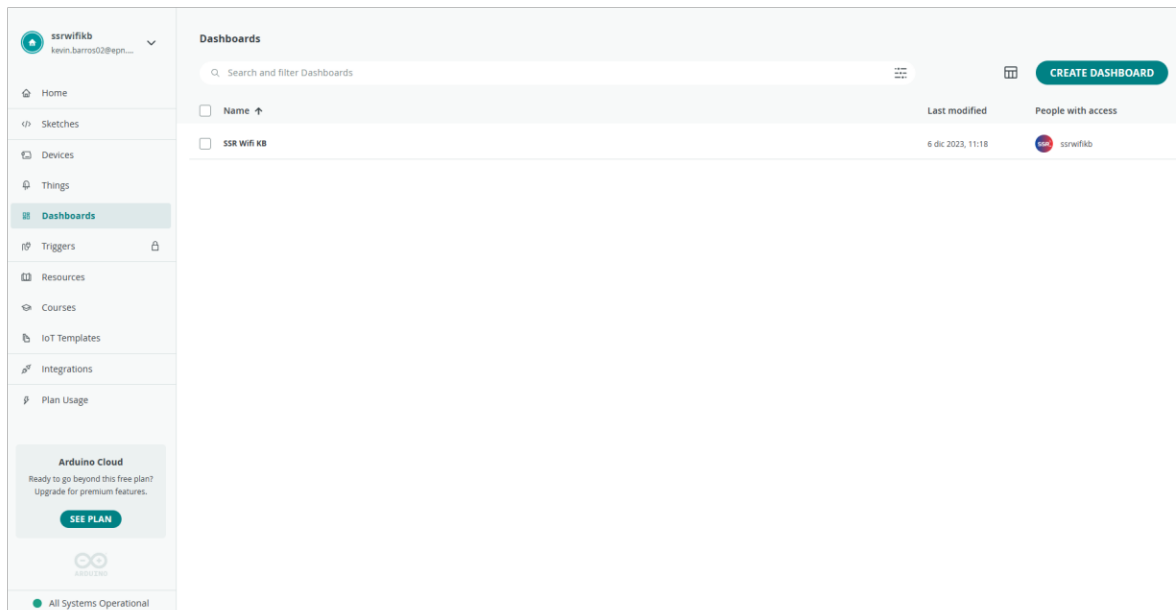 ssrwifikb
kevin.barros02@epn....
Home
Sketches
Devices
Things
Dashboards
Triggers
Resources
Courses
IoT Templates
Integrations
Plan Usage
Arduino Cloud
Ready to go beyond this free plan?
Upgrade for premium features.
SEE PLAN
ARDUINO
All Systems Operational
Dashboards
Search and filter Dashboards
CREATE DASHBOARD
Name ↑ Last modified People with access
SSR Wifi KB 6 dic 2023, 11:18 SSR ssrwifikb